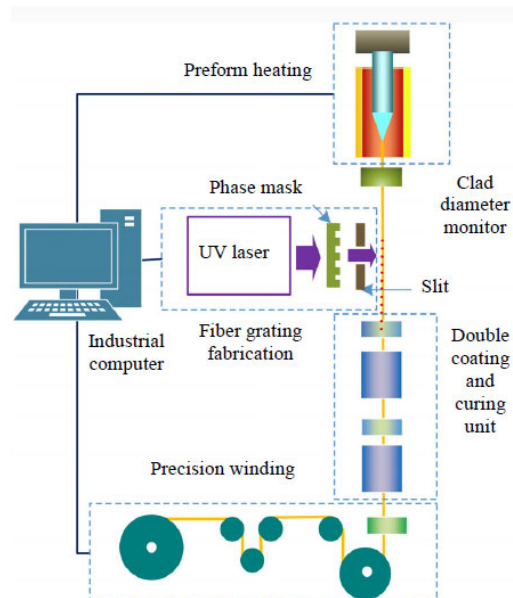 Preform heating
Phase mask
Clad
diameter
monitor
UV laser
Slit
Industrial
computer
Fiber grating
fabrication
Double
coating
and
curing
unit
Precision winding